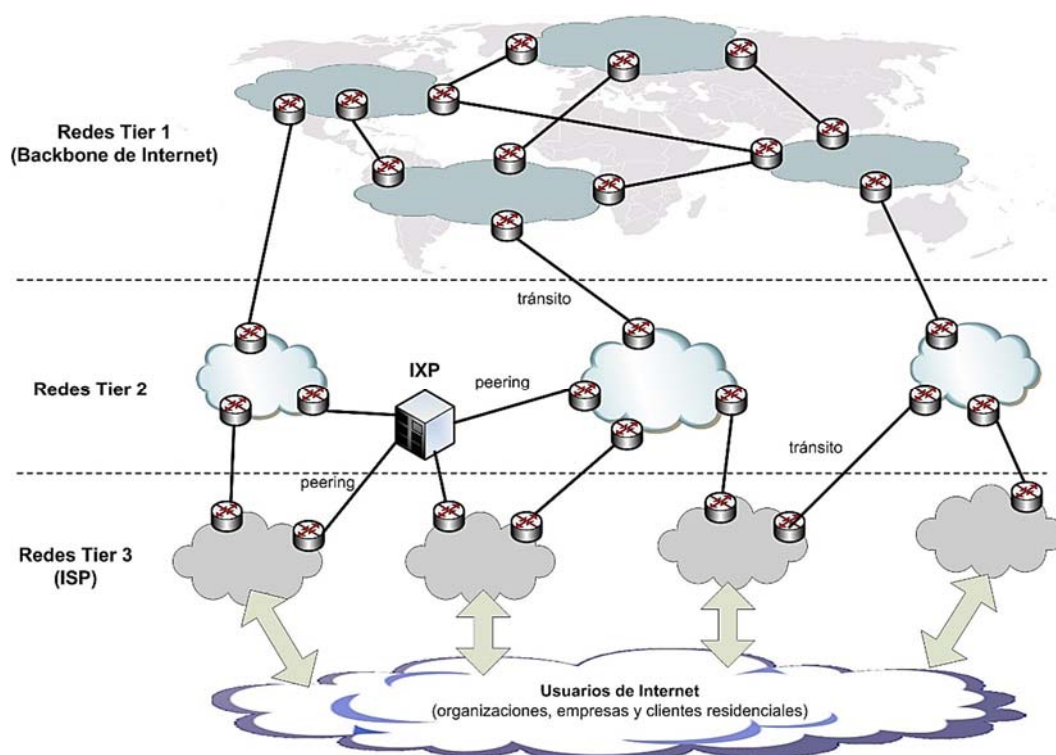 Redes Tier 1
(Backbone de Internet)
tránsito
IXP
peering
Redes Tier 2
tránsito
peering
Redes Tier 3
(ISP)
Usuarios de Internet
(organizaciones, empresas y clientes residenciales)